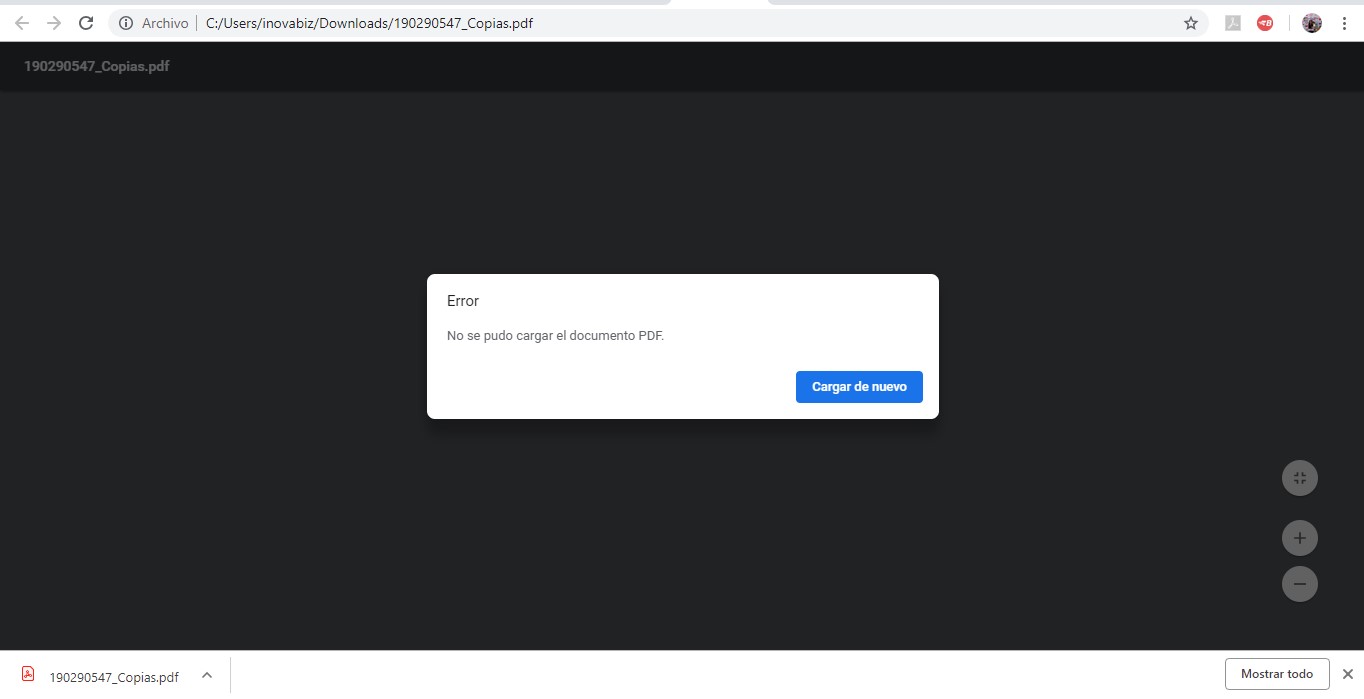 Archivo | C:/Users/inovabiz/Downloads/190290547_Copias.pdf
190290547_Copias.pdf
Error
No se pudo cargar el documento PDF.
Cargar de nuevo
190290547_Copias.pdf
Mostrar todo